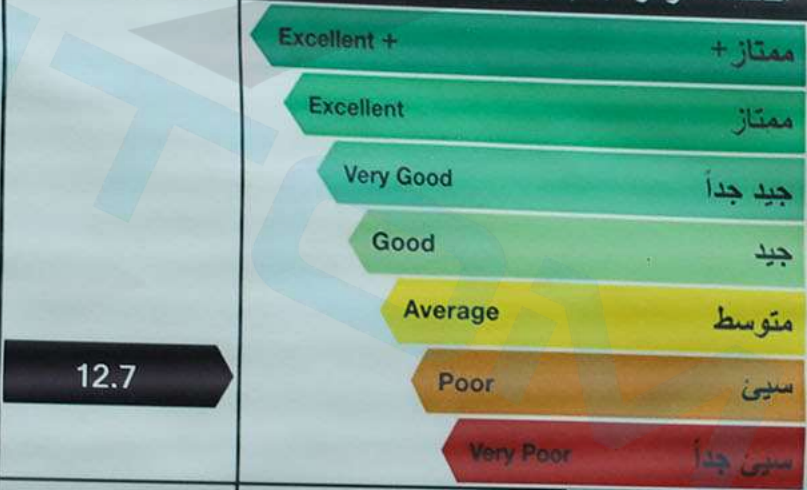 Excellent + ممتاز +
Excellent ممتاز
Very Good جيد جداً
Good جيد
Average متوسط
12.7 Poor سيئ
Very Poor سيئ جداً